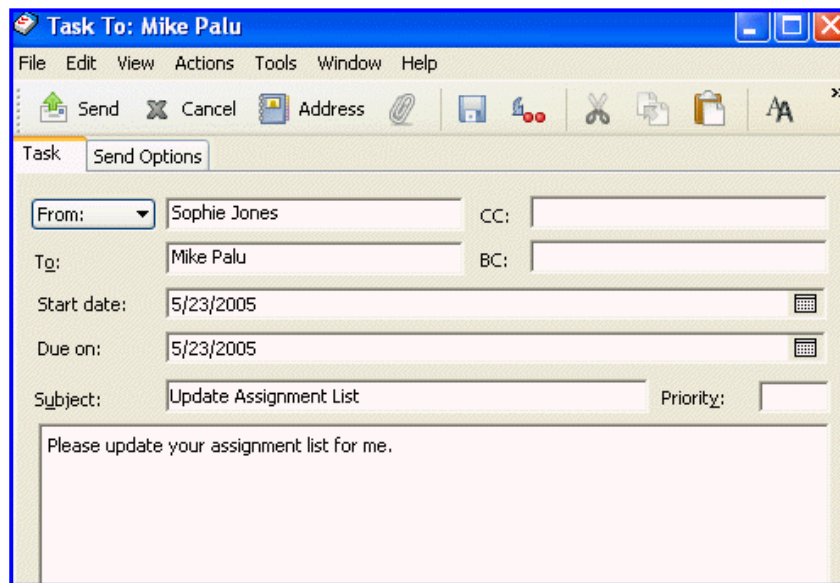 Task To: Mike Palu
File Edit View Actions Tools Window Help
Send Cancel Address
Task Send Options
From: Sophie Jones CC:
To: Mike Palu BC:
Start date: 5/23/2005
Due on: 5/23/2005
Subject: Update Assignment List Priority:
Please update your assignment list for me.